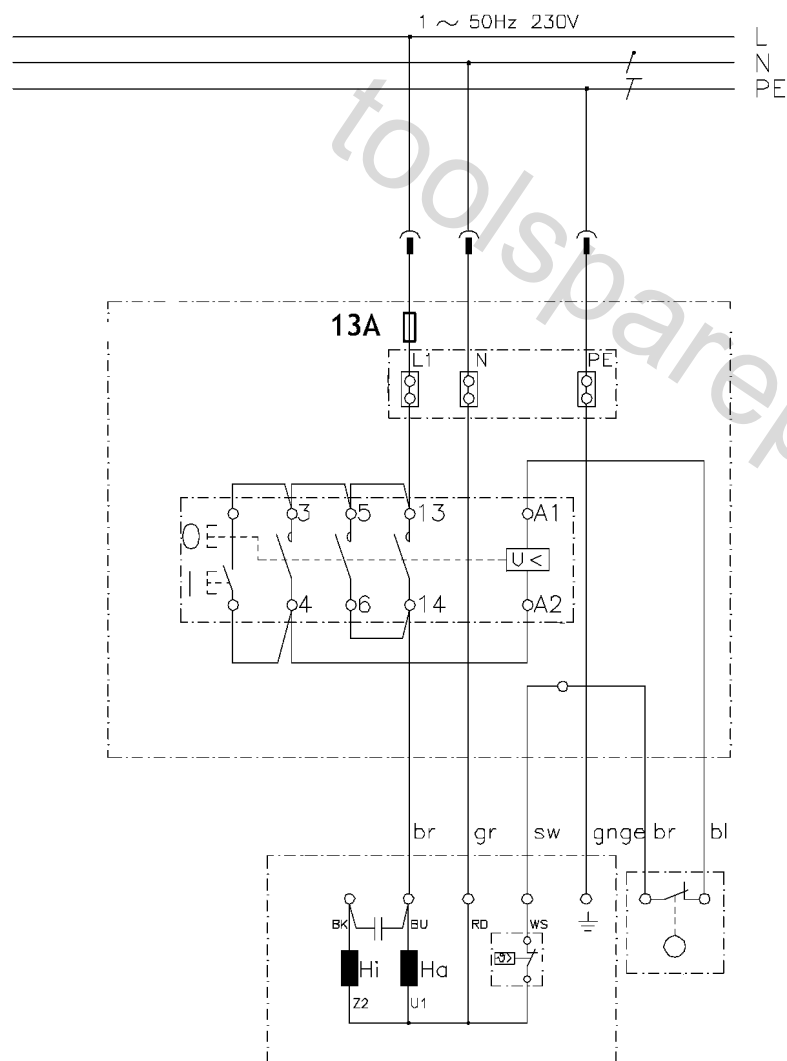 1 ~ 50Hz 230V
L
N
PE
toolsparep
13A
L1 N PE
3 5 13 A1
O
U<
I
4 6 14 A2
br gr sw gnge br bl
BK BU RD WS
Hi Ha ϑ>
Z2 U1